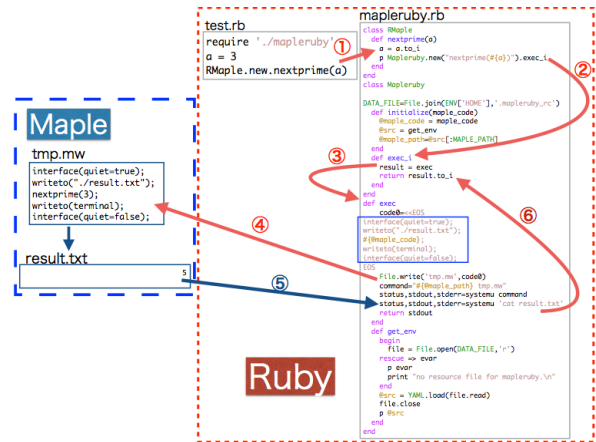 test.rb
require './mapleruby'
a = 3
RMaple.new.nextprime(a)
①
mapleruby.rb
class RMaple
def nextprime(a)
a = a.to_i
p Mapleruby.new("nextprime(#{a})").exec_i
end
end
class Mapleruby
②
DATA_FILE=File.join(ENV['HOME'],'.mapleruby_rc')
def initialize(maple_code)
@maple_code = maple_code
@src = get_env
@maple_path=@src[:MAPLE_PATH]
end
def exec_i
result = exec
return result.to_i
end
end
③
def exec
code0=<<EOS
interface(quiet=true);
writeto("./result.txt");
#{@maple_code};
writeto(terminal);
interface(quiet=false);
EOS
File.write('tmp.mw',code0)
command="#{@maple_path} tmp.mw"
status,stdout,stderr=systemu command
status,stdout,stderr=systemu 'cat result.txt'
return stdout
end
def get_env
begin
file = File.open(DATA_FILE,'r')
rescue => evar
p evar
print "no resource file for mapleruby.\n"
end
@src = YAML.load(file.read)
file.close
p @src
end
end
④
⑤
⑥
Maple
tmp.mw
interface(quiet=true);
writeto("./result.txt");
nextprime(3);
writeto(terminal);
interface(quiet=false);
result.txt
5
Ruby